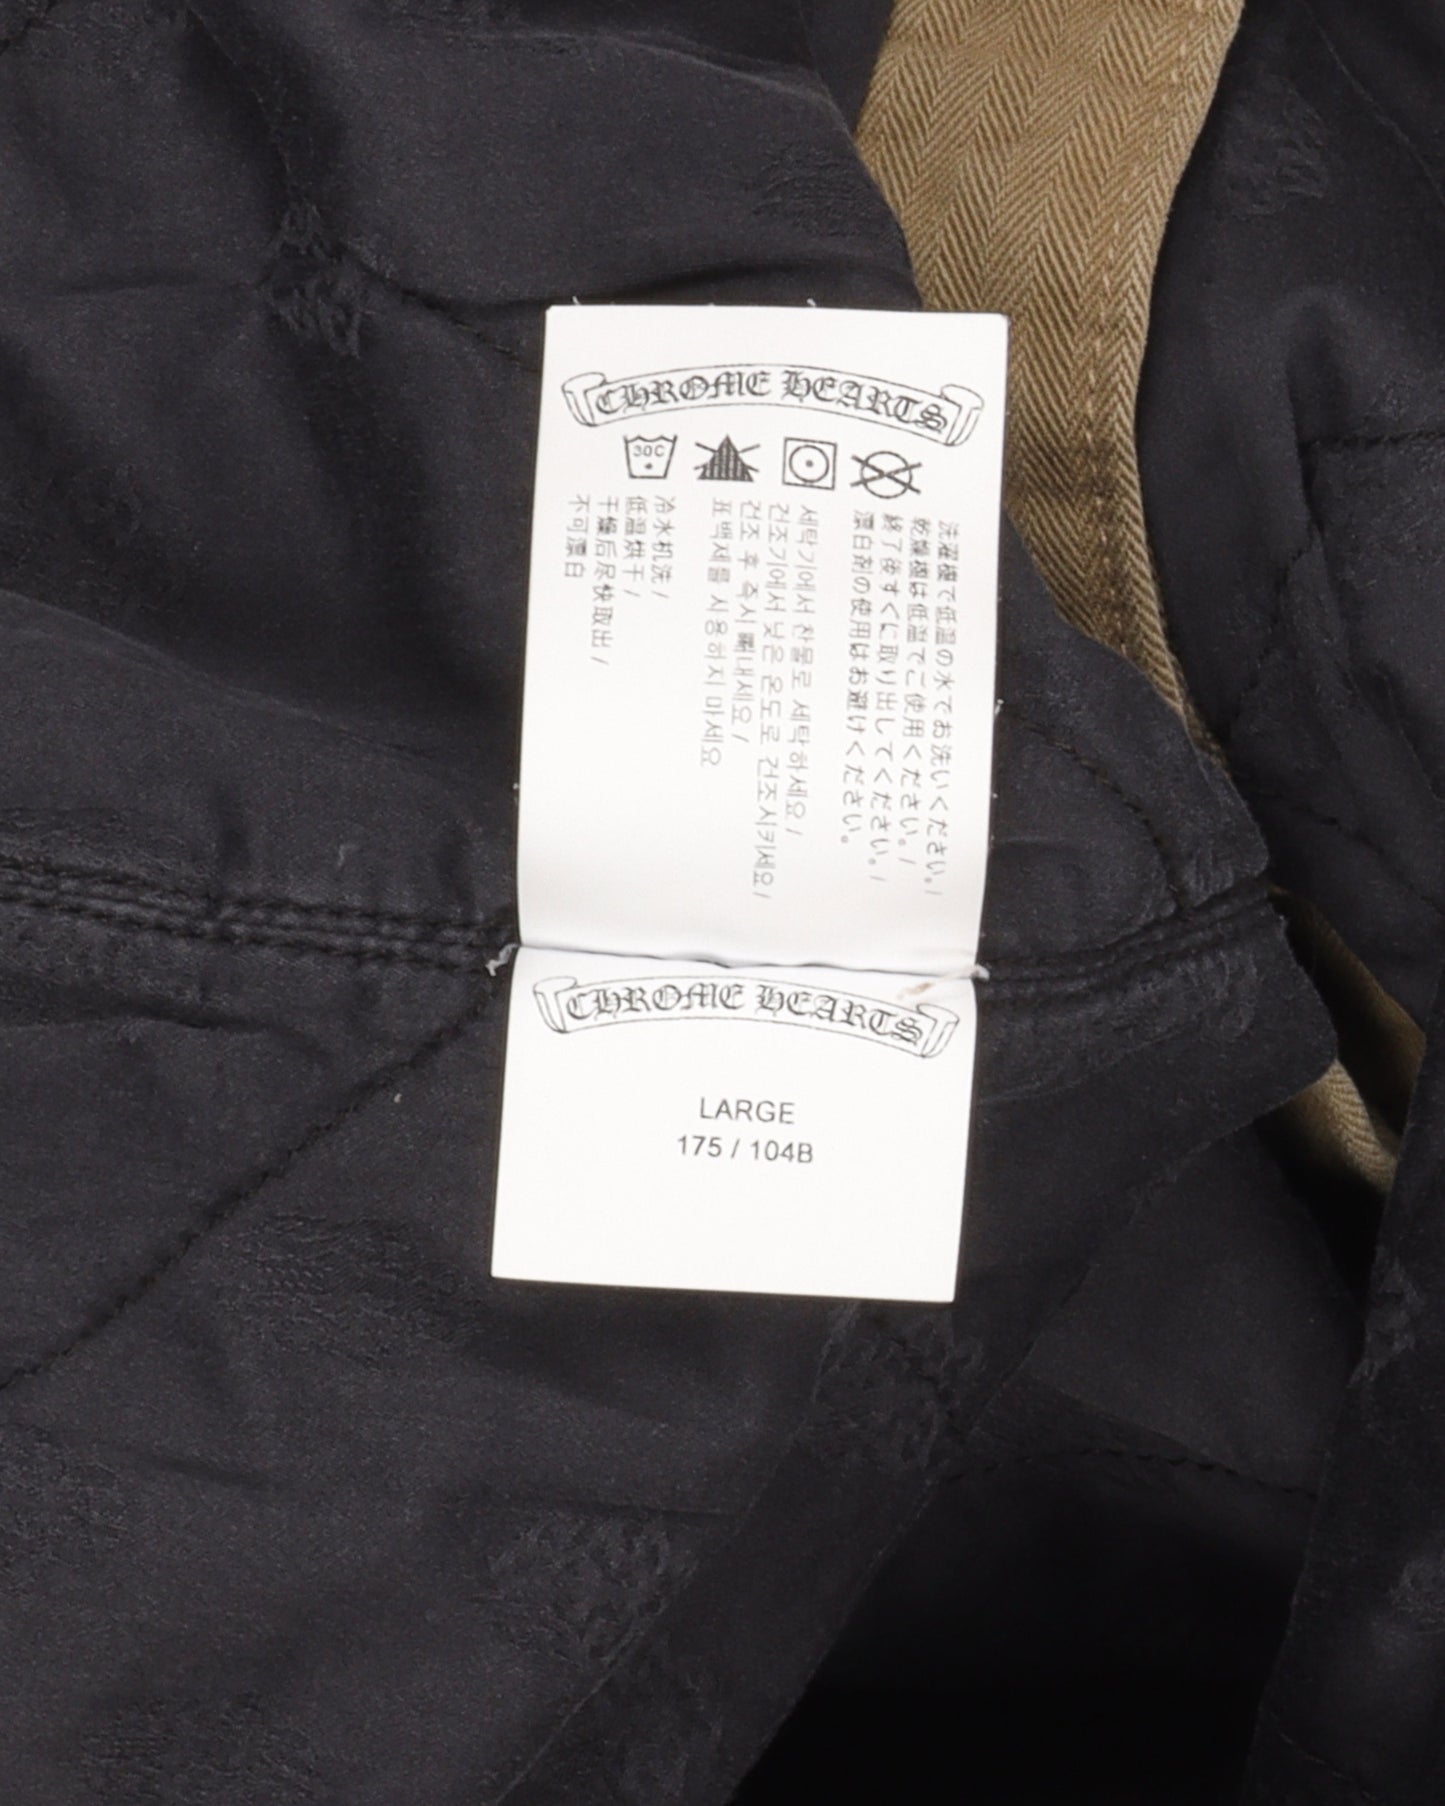 CHROME HEARTS
30C
洗濯機で低温の水でお洗いください。/
乾燥機は低温でご使用ください。/
終了後すぐに取り出してください。/
漂白剤の使用はお避けください。
세탁기에서 찬물로 세탁하세요/
건조기에서 낮은 온도로 건조시키세요/
건조 후 즉시 빼내세요/
표백제를 사용하지 마세요
冷水机洗/
低温烘干/
干燥后尽快取出/
不可漂白
CHROME HEARTS
LARGE
175 / 104B